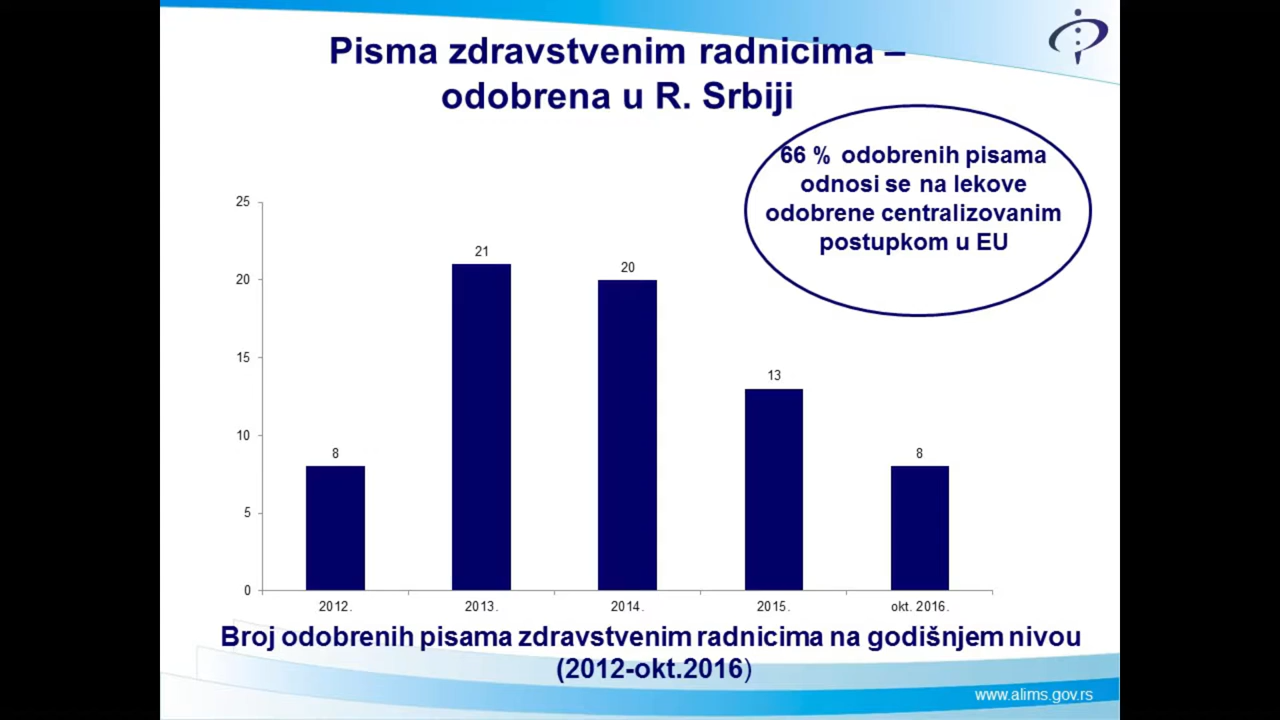 Pisma zdravstvenim radnicima –
odobrena u R. Srbiji
66 % odobrenih pisama
odnosi se na lekove
odobrene centralizovanim
postupkom u EU
25
20
15
10
5
0
8
21
20
13
8
2012.
2013.
2014.
2015.
okt. 2016.
Broj odobrenih pisama zdravstvenim radnicima na godišnjem nivou
(2012-okt.2016)
www.alims.gov.rs